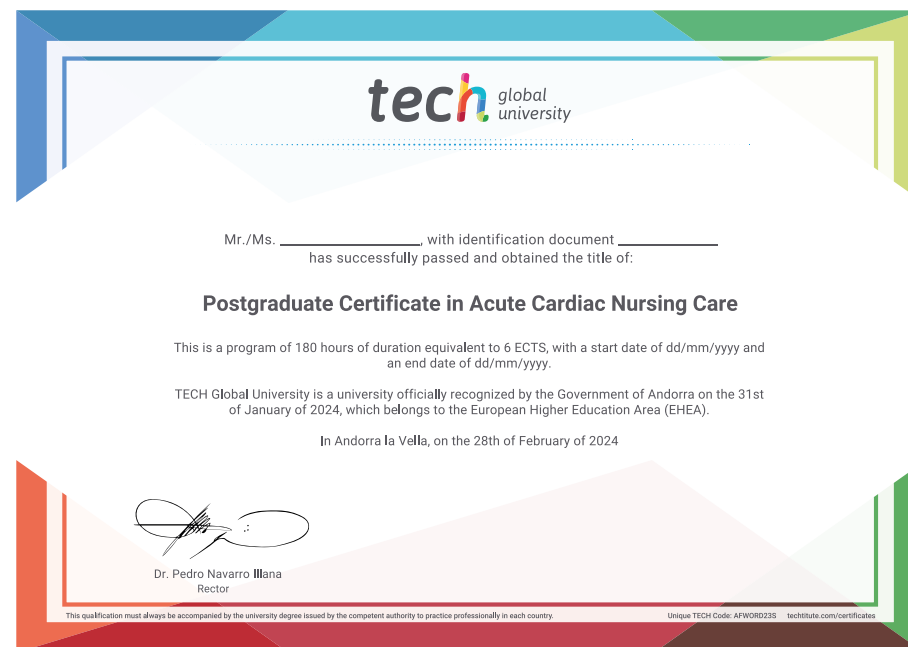 tech global university
Mr./Ms. ____________________, with identification document ______________
has successfully passed and obtained the title of:
Postgraduate Certificate in Acute Cardiac Nursing Care
This is a program of 180 hours of duration equivalent to 6 ECTS, with a start date of dd/mm/yyyy and
an end date of dd/mm/yyyy.
TECH Global University is a university officially recognized by the Government of Andorra on the 31st
of January of 2024, which belongs to the European Higher Education Area (EHEA).
In Andorra la Vella, on the 28th of February of 2024
Dr. Pedro Navarro Illana
Rector
This qualification must always be accompanied by the university degree issued by the competent authority to practice professionally in each country.
Unique TECH Code: AFWORD23S techtitute.com/certificates